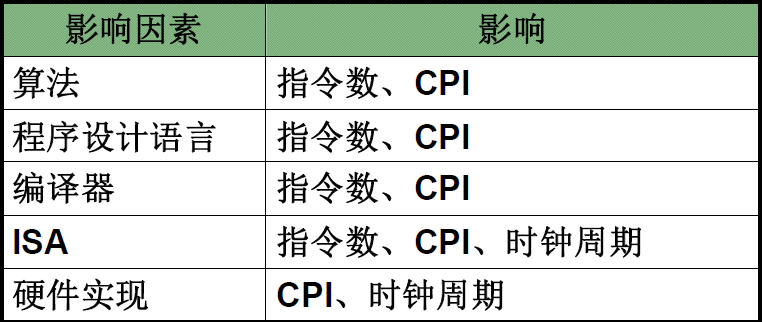 影响因素 影响
算法 指令数、CPI
程序设计语言 指令数、CPI
编译器 指令数、CPI
ISA 指令数、CPI、时钟周期
硬件实现 CPI、时钟周期